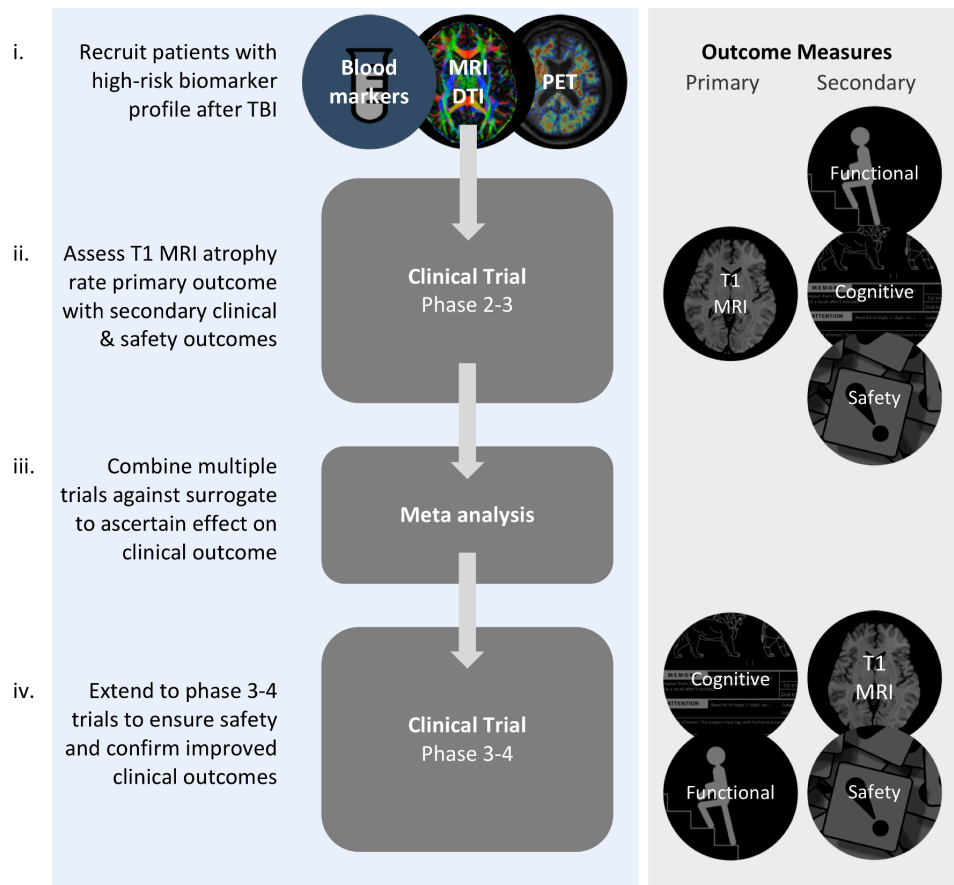 i.
Recruit patients with
high-risk biomarker
profile after TBI
Blood
markers
MRI
DTI
PET
Outcome Measures
Primary
Secondary
Functional
ii.
Assess T1 MRI atrophy
rate primary outcome
with secondary clinical
& safety outcomes
Clinical Trial
Phase 2-3
T1
MRI
Cognitive
ATTENTION
Safety
iii.
Combine multiple
trials against surrogate
to ascertain effect on
clinical outcome
Meta analysis
iv.
Extend to phase 3-4
trials to ensure safety
and confirm improved
clinical outcomes
Clinical Trial
Phase 3-4
Cognitive
ATTENTION
Functional
T1
MRI
Safety